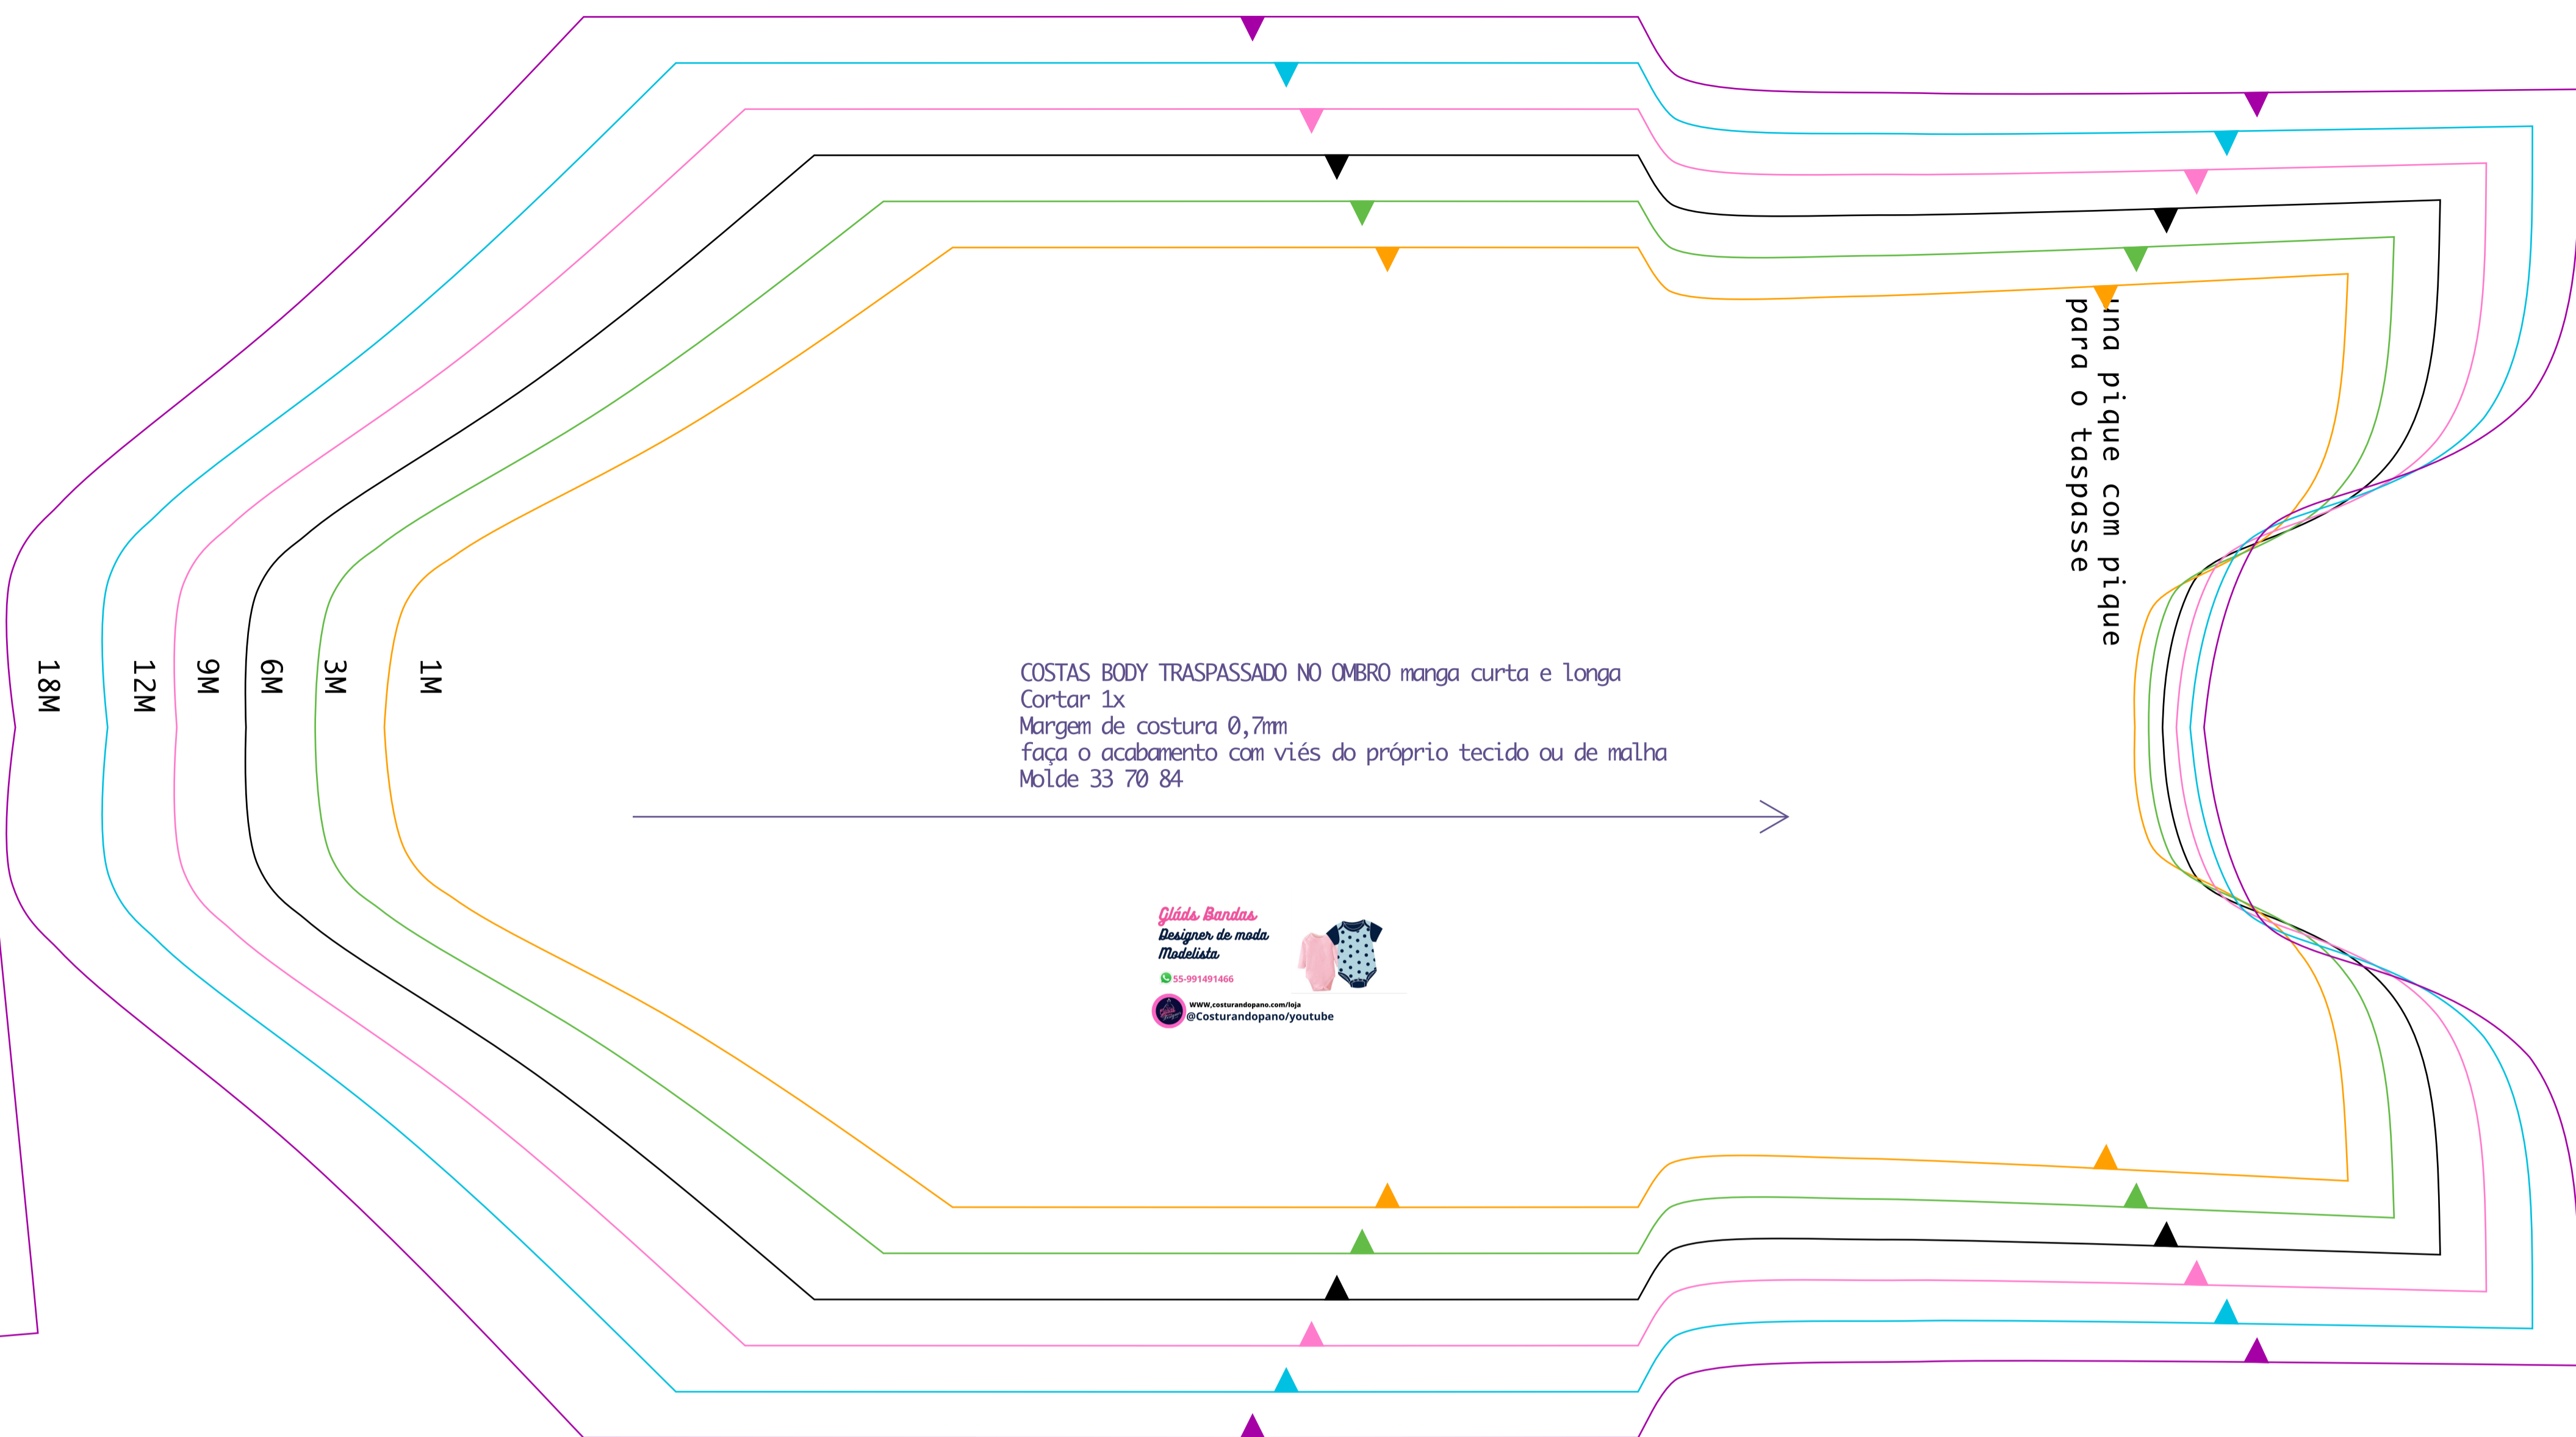 18M
12M
9M
6M
3M
1M
COSTAS BODY TRASPASSADO NO OMBRO manga curta e longa
Cortar 1x
Margem de costura 0,7mm
faça o acabamento com viés do próprio tecido ou de malha
Molde 33 70 84
una pique com pique
para o taspasse
Gláds Bandas
Designer de moda
Modelista
55-991491466
WWW,costurandopano.com/loja
@Costurandopano/youtube